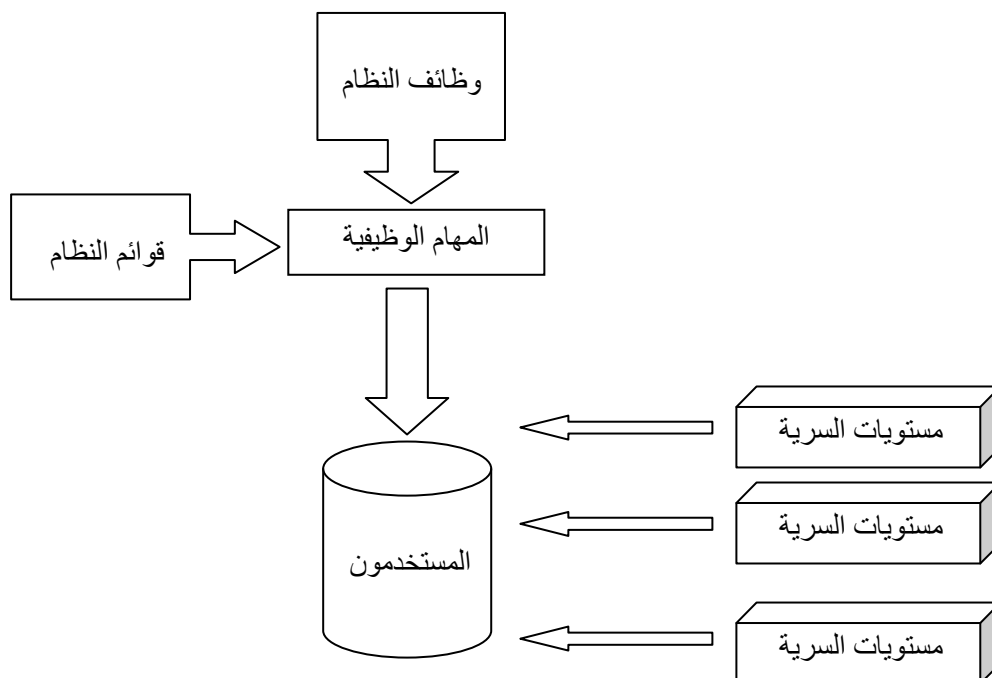 وظائف النظام
المهام الوظيفية
قوائم النظام
مستويات السرية
مستويات السرية
المستخدمون
مستويات السرية